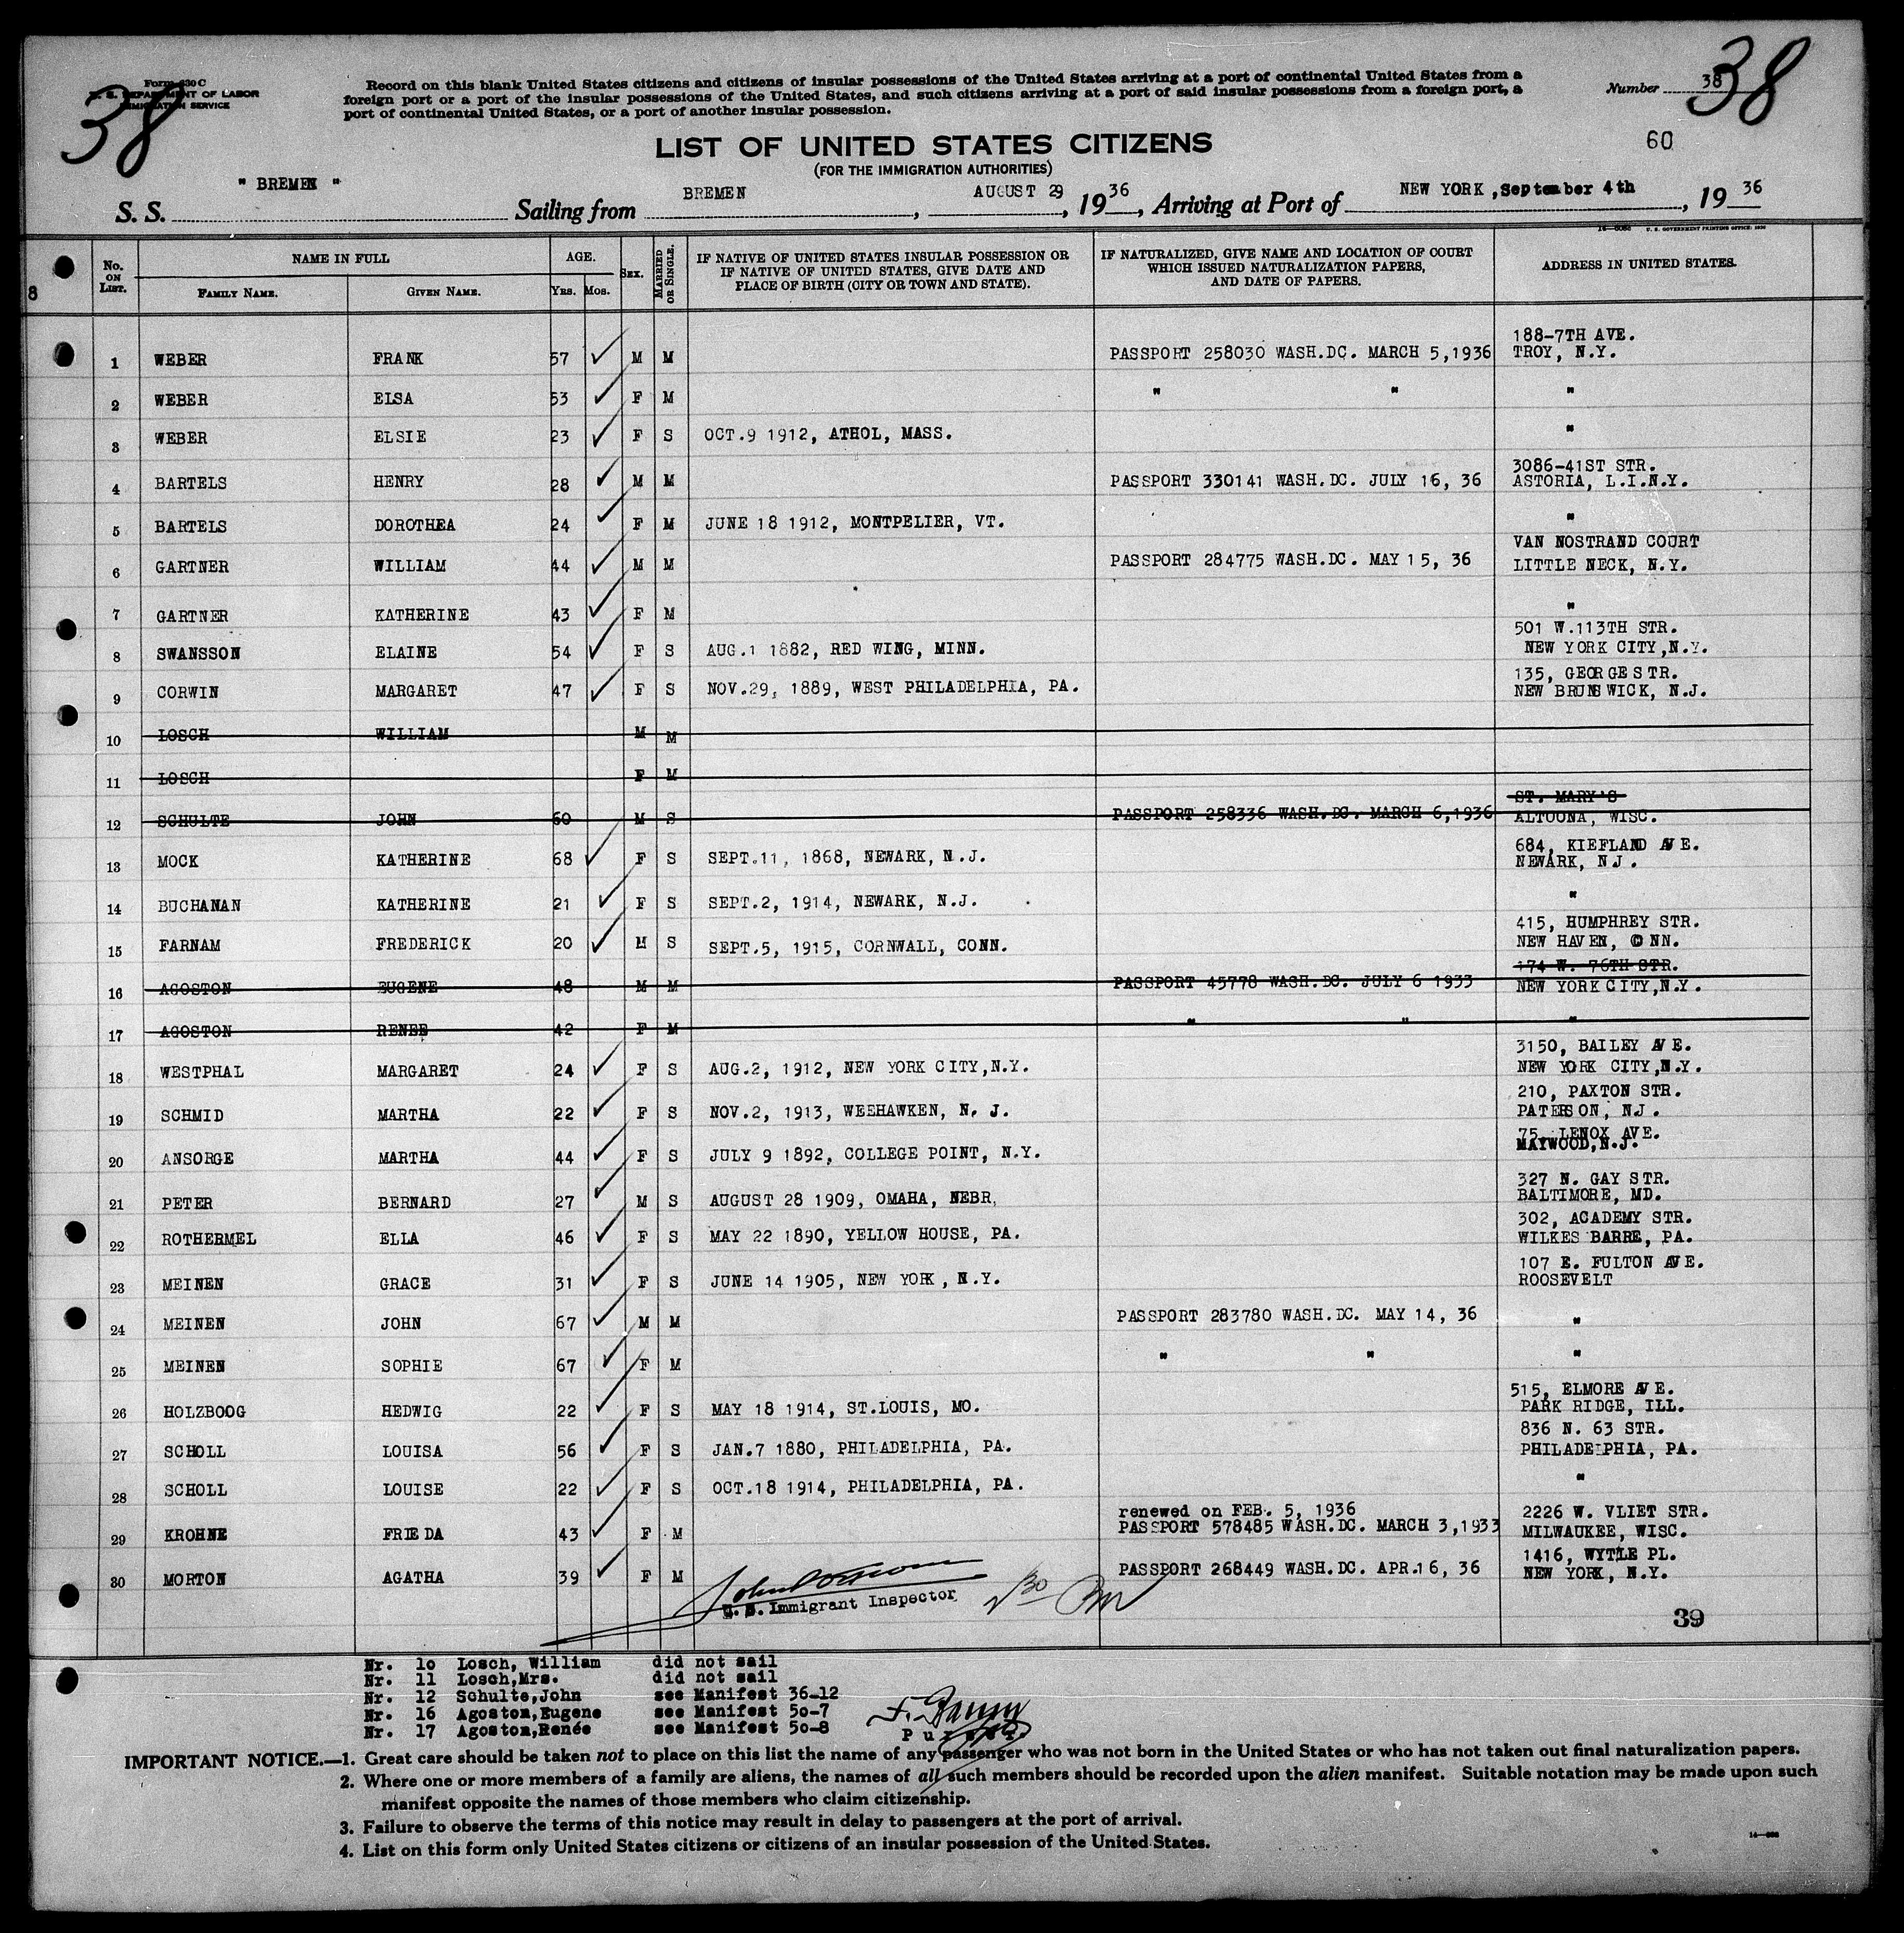 Form 630 C
U. S. DEPARTMENT OF LABOR
IMMIGRATION SERVICE
38
Record on this blank United States citizens and citizens of insular possessions of the United States arriving at a port of continental United States from a
foreign port or a port of the insular possessions of the United States, and such citizens arriving at a port of said insular possessions from a foreign port, a
port of continental United States, or a port of another insular possession.
Number 38
38
60
LIST OF UNITED STATES CITIZENS
(FOR THE IMMIGRATION AUTHORITIES)
S. S. " BREMEN " Sailing from BREMEN, AUGUST 29, 1936, Arriving at Port of NEW YORK, September 4th, 1936
U. S. GOVERNMENT PRINTING OFFICE: 1930
No. ON LIST. NAME IN FULL AGE. SEX. MARRIED OR SINGLE. IF NATIVE OF UNITED STATES INSULAR POSSESSION OR IF NATIVE OF UNITED STATES, GIVE DATE AND PLACE OF BIRTH (CITY OR TOWN AND STATE). IF NATURALIZED, GIVE NAME AND LOCATION OF COURT WHICH ISSUED NATURALIZATION PAPERS, AND DATE OF PAPERS. ADDRESS IN UNITED STATES.
FAMILY NAME. GIVEN NAME. YRS. MOS.
8
188-7TH AVE.
1 WEBER FRANK 57 M M PASSPORT 258030 WASH.DC. MARCH 5,1936 TROY, N.Y.
2 WEBER ELSA 53 F M " " "
3 WEBER ELSIE 23 F S OCT.9 1912, ATHOL, MASS. "
3086-41ST STR.
4 BARTELS HENRY 28 M M PASSPORT 330141 WASH.DC. JULY 16, 36 ASTORIA, L.I.N.Y.
5 BARTELS DOROTHEA 24 F M JUNE 18 1912, MONTPELIER, VT. "
VAN NOSTRAND COURT
6 GARTNER WILLIAM 44 M M PASSPORT 284775 WASH.DC. MAY 15, 36 LITTLE NECK, N.Y.
7 GARTNER KATHERINE 43 F M "
501 W.113TH STR.
8 SWANSSON ELAINE 54 F S AUG.1 1882, RED WING, MINN. NEW YORK CITY,N.Y.
135, GEORGE STR.
9 CORWIN MARGARET 47 F S NOV.29, 1889, WEST PHILADELPHIA, PA. NEW BRUNSWICK, N.J.
10 LOSCH WILLIAM M M
11 LOSCH F M
ST. MARY'S
12 SCHULTE JOHN 60 M S PASSPORT 258336 WASH.DC. MARCH 6,1936 ALTOONA, WISC.
684, KIEFLAND AVE.
13 MOCK KATHERINE 68 F S SEPT.11, 1868, NEWARK, N.J. NEWARK, N.J.
14 BUCHANAN KATHERINE 21 F S SEPT.2, 1914, NEWARK, N.J. "
415, HUMPHREY STR.
15 FARNAM FREDERICK 20 M S SEPT.5, 1915, CORNWALL, CONN. NEW HAVEN, CONN.
174 W. 76TH STR.
16 AGOSTON EUGENE 48 M M PASSPORT 45778 WASH.DC. JULY 6 1933 NEW YORK CITY,N.Y.
17 AGOSTON RENEE 42 F M " " "
3150, BAILEY AVE.
18 WESTPHAL MARGARET 24 F S AUG.2, 1912, NEW YORK CITY,N.Y. NEW YORK CITY,N.Y.
210, PAXTON STR.
19 SCHMID MARTHA 22 F S NOV.2, 1913, WEEHAWKEN, N. J. PATERSON, NJ.
75, LENOX AVE.
20 ANSORGE MARTHA 44 F S JULY 9 1892, COLLEGE POINT, N.Y. MAYWOOD,N.J.
327 N. GAY STR.
21 PETER BERNARD 27 M S AUGUST 28 1909, OMAHA, NEBR. BALTIMORE, MD.
302, ACADEMY STR.
22 ROTHERMEL ELLA 46 F S MAY 22 1890, YELLOW HOUSE, PA. WILKES BARRE, PA.
107 E. FULTON AVE.
23 MEINEN GRACE 31 F S JUNE 14 1905, NEW YORK, N.Y. ROOSEVELT
24 MEINEN JOHN 67 M M PASSPORT 283780 WASH.DC. MAY 14, 36 "
25 MEINEN SOPHIE 67 F M " " "
515, ELMORE AVE.
26 HOLZBOOG HEDWIG 22 F S MAY 18 1914, ST.LOUIS, MO. PARK RIDGE, ILL.
836 N. 63 STR.
27 SCHOLL LOUISA 56 F S JAN.7 1880, PHILADELPHIA, PA. PHILADELPHIA, PA.
28 SCHOLL LOUISE 22 F S OCT.18 1914, PHILADELPHIA, PA. "
renewed on FEB. 5, 1936 2226 W. VLIET STR.
29 KROHNE FRIEDA 43 F M PASSPORT 578485 WASH.DC. MARCH 3,1933 MILWAUKEE, WISC.
1416, WYTLE PL.
30 MORTON AGATHA 39 F M PASSPORT 268449 WASH.DC. APR.16, 36 NEW YORK, N.Y.
U. S. Immigrant Inspector
30
39
Nr. 10 Losch, William did not sail
Nr. 11 Losch,Mrs. did not sail
Nr. 12 Schulte,John see Manifest 36-12
Nr. 16 Agoston,Eugene see Manifest 50-7
Nr. 17 Agoston,Renée see Manifest 50-8
Purser
IMPORTANT NOTICE.—1. Great care should be taken not to place on this list the name of any passenger who was not born in the United States or who has not taken out final naturalization papers.
2. Where one or more members of a family are aliens, the names of all such members should be recorded upon the alien manifest. Suitable notation may be made upon such
manifest opposite the names of those members who claim citizenship.
3. Failure to observe the terms of this notice may result in delay to passengers at the port of arrival.
4. List on this form only United States citizens or citizens of an insular possession of the United States.